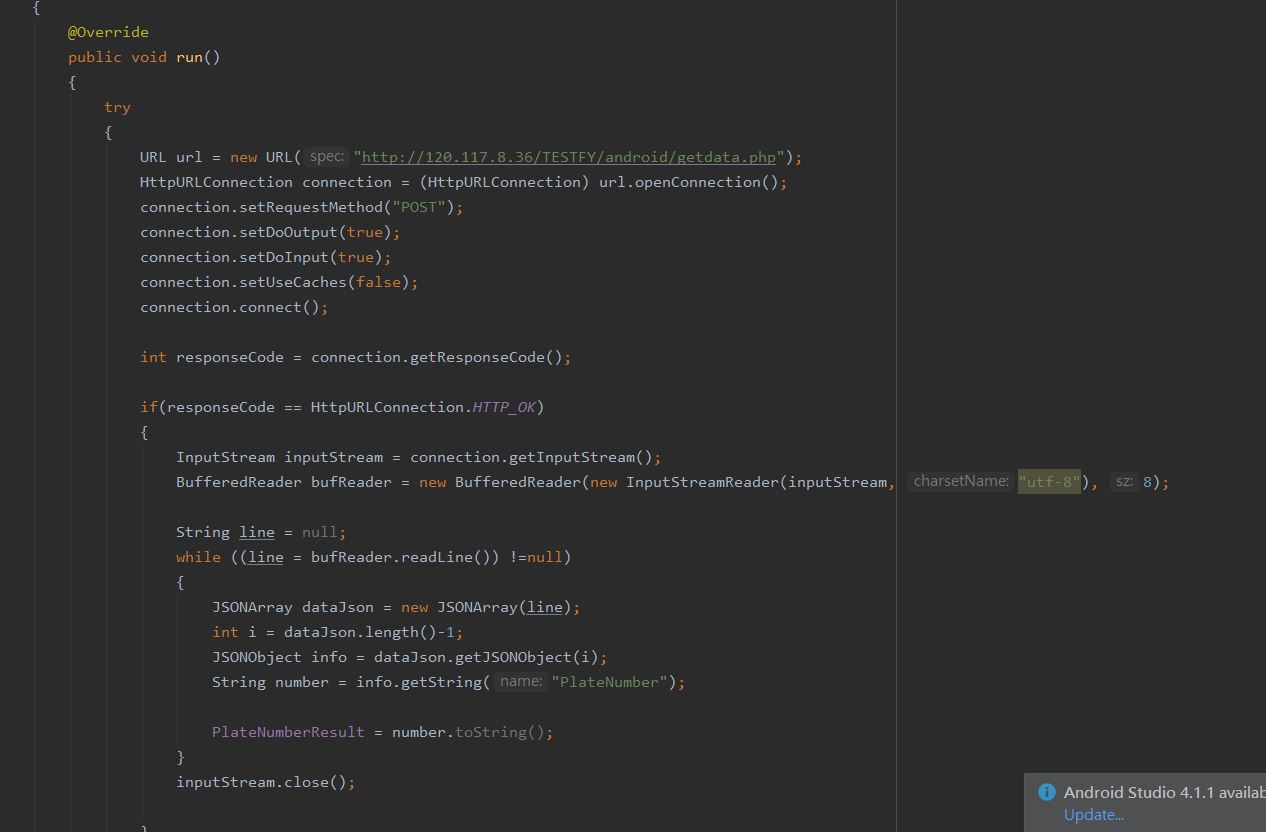 {
@Override
public void run()
{
try
{
URL url = new URL( spec: "http://120.117.8.36/TESTFY/android/getdata.php");
HttpURLConnection connection = (HttpURLConnection) url.openConnection();
connection.setRequestMethod("POST");
connection.setDoOutput(true);
connection.setDoInput(true);
connection.setUseCaches(false);
connection.connect();
int responseCode = connection.getResponseCode();
if(responseCode == HttpURLConnection.HTTP_OK)
{
InputStream inputStream = connection.getInputStream();
BufferedReader bufReader = new BufferedReader(new InputStreamReader(inputStream, charsetName: "utf-8"), sz: 8);
String line = null;
while ((line = bufReader.readLine()) !=null)
{
JSONArray dataJson = new JSONArray(line);
int i = dataJson.length()-1;
JSONObject info = dataJson.getJSONObject(i);
String number = info.getString( name: "PlateNumber");
PlateNumberResult = number.toString();
}
inputStream.close();
}
Android Studio 4.1.1 availab
Update...